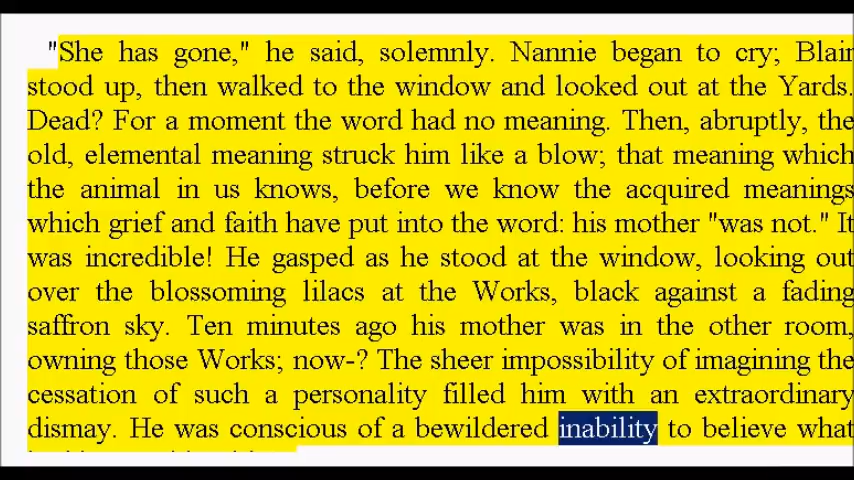 "She has gone," he said, solemnly. Nannie began to cry; Blair
stood up, then walked to the window and looked out at the Yards.
Dead? For a moment the word had no meaning. Then, abruptly, the
old, elemental meaning struck him like a blow; that meaning which
the animal in us knows, before we know the acquired meanings
which grief and faith have put into the word: his mother "was not." It
was incredible! He gasped as he stood at the window, looking out
over the blossoming lilacs at the Works, black against a fading
saffron sky. Ten minutes ago his mother was in the other room,
owning those Works; now-? The sheer impossibility of imagining the
cessation of such a personality filled him with an extraordinary
dismay. He was conscious of a bewildered inability to believe what